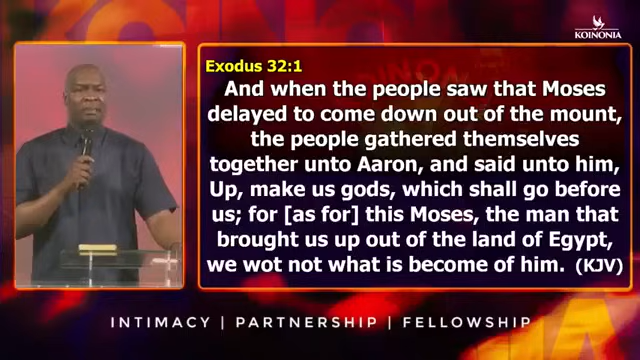 KOINONIA
Exodus 32:1
And when the people saw that Moses
delayed to come down out of the mount,
the people gathered themselves
together unto Aaron, and said unto him,
Up, make us gods, which shall go before
us; for [as for] this Moses, the man that
brought us up out of the land of Egypt,
we wot not what is become of him. (KJV)
INTIMACY | PARTNERSHIP | FELLOWSHIP